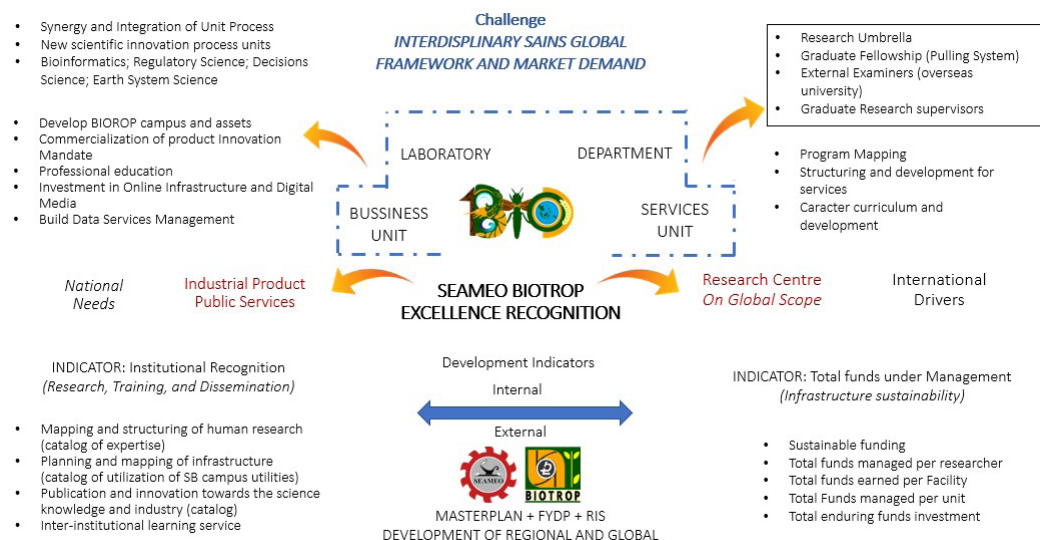 Challenge
INTERDISPLINARY SAINS GLOBAL
FRAMEWORK AND MARKET DEMAND
• Synergy and Integration of Unit Process
• New scientific innovation process units
• Bioinformatics; Regulatory Science; Decisions
Science; Earth System Science
• Develop BIOROP campus and assets
• Commercialization of product Innovation
Mandate
• Professional education
• Investment in Online Infrastructure and Digital
Media
• Build Data Services Management
• Research Umbrella
• Graduate Fellowship (Pulling System)
• External Examiners (overseas
university)
• Graduate Research supervisors
• Program Mapping
• Structuring and development for
services
• Caracter curriculum and
development
LABORATORY
DEPARTMENT
BUSSINESS
UNIT
BIO
SERVICES
UNIT
National
Needs
Industrial Product
Public Services
SEAMEO BIOTROP
EXCELLENCE RECOGNITION
Research Centre
On Global Scope
International
Drivers
INDICATOR: Institutional Recognition
(Research, Training, and Dissemination)
• Mapping and structuring of human research
(catalog of expertise)
• Planning and mapping of infrastructure
(catalog of utilization of SB campus utilities)
• Publication and innovation towards the science
knowledge and industry (catalog)
• Inter-institutional learning service
Development Indicators
Internal
External
SEAMEO
BIOTROP
MASTERPLAN + FYDP + RIS
DEVELOPMENT OF REGIONAL AND GLOBAL
INDICATOR: Total funds under Management
(Infrastructure sustainability)
• Sustainable funding
• Total funds managed per researcher
• Total funds earned per Facility
• Total Funds managed per unit
• Total enduring funds investment